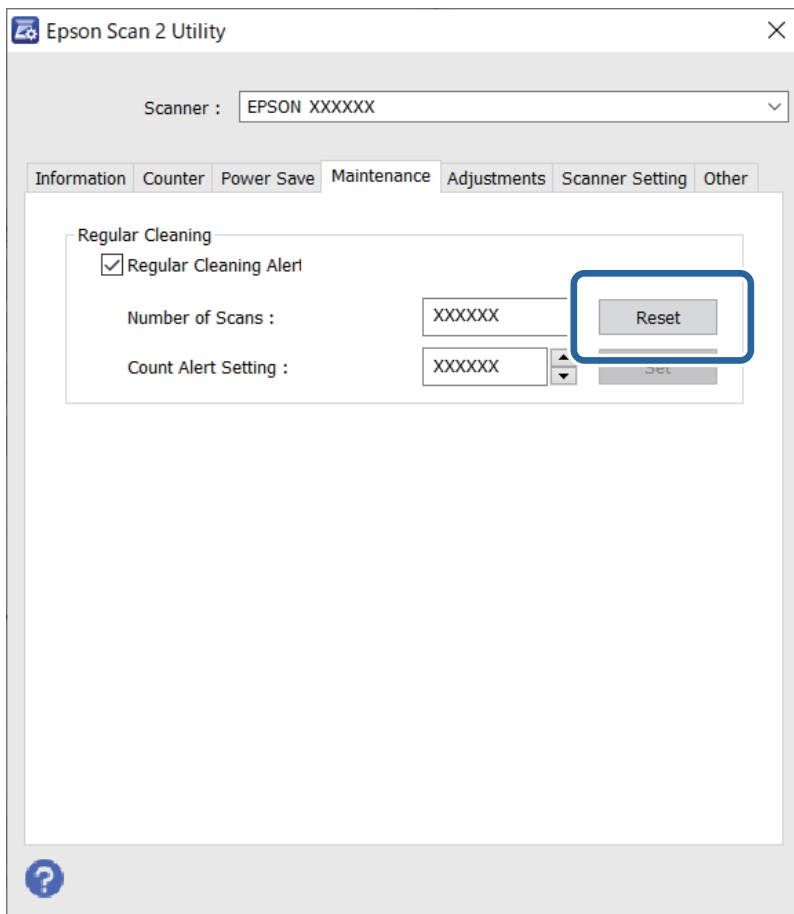 Epson Scan 2 Utility
Scanner : EPSON XXXXXX
Information Counter Power Save Maintenance Adjustments Scanner Setting Other
Regular Cleaning
Regular Cleaning Alert
Number of Scans : XXXXXX Reset
Count Alert Setting : XXXXXX Set
?